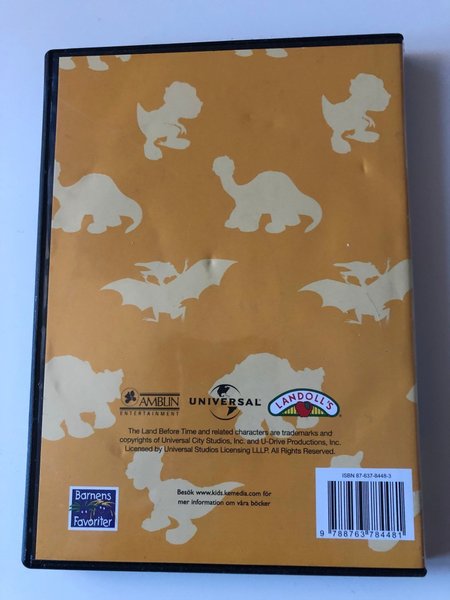 AMBLIN
ENTERTAINMENT
UNIVERSAL
LANDOLL'S
The Land Before Time and related characters are trademarks and
copyrights of Universal City Studios, Inc. and U-Drive Productions, Inc.
Licensed by Universal Studios Licensing LLLP. All Rights Reserved.
Barnens
Favoriter
Besök www.kids.kemedia.com för
mer information om våra böcker
ISBN 87-637-8448-3
9 788763 784481